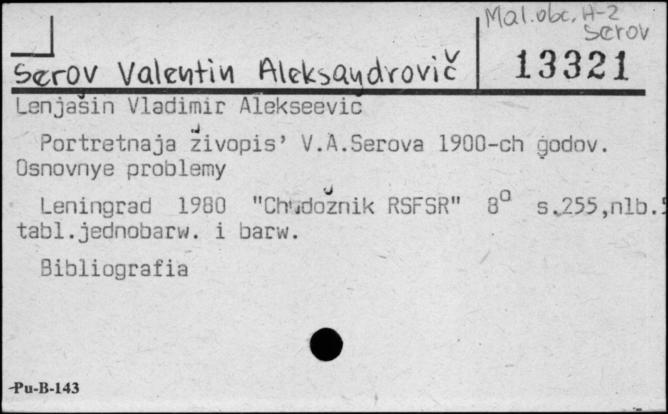 Mal.obc. H-2
Serov
Serov Valentin Aleksandrovič
13321
Lenjašin Vladimir Alekseevič
Portretnaja živopis' V.A.Serova 1900-ch godov.
Osnovnye problemy
Leningrad 1980 "Chudožnik RSFSR" 8° s.255,nlb.5
tabl.jednobarw. i barw.
Bibliografia
Pu-B-143